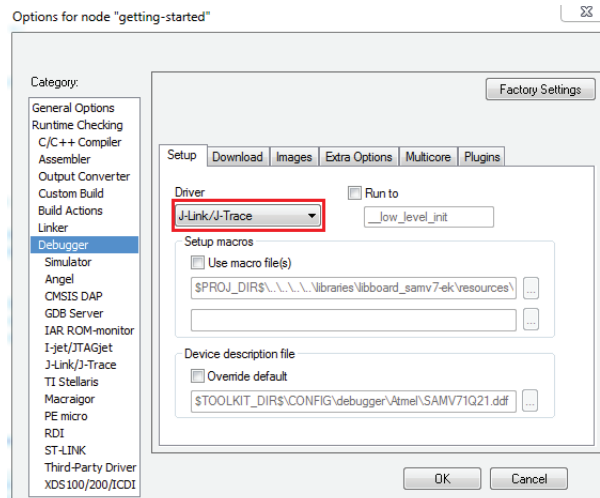 Options for node "getting-started"
Category:
General Options
Runtime Checking
C/C++ Compiler
Assembler
Output Converter
Custom Build
Build Actions
Linker
Debugger
Simulator
Angel
CMSIS DAP
GDB Server
IAR ROM-monitor
I-jet/JTAGjet
J-Link/J-Trace
TI Stellaris
Macraigor
PE micro
RDI
ST-LINK
Third-Party Driver
XDS100/200/ICDI
Factory Settings
Setup Download Images Extra Options Multicore Plugins
Driver
J-Link/J-Trace
Run to
__low_level_init
Setup macros
Use macro file(s)
$PROJ_DIR$\..\..\..\..\libraries\libboard_samv7-ek\resources\
...
...
Device description file
Override default
$TOOLKIT_DIR$\CONFIG\debugger\Atmel\SAMV71Q21.ddf
...
OK Cancel